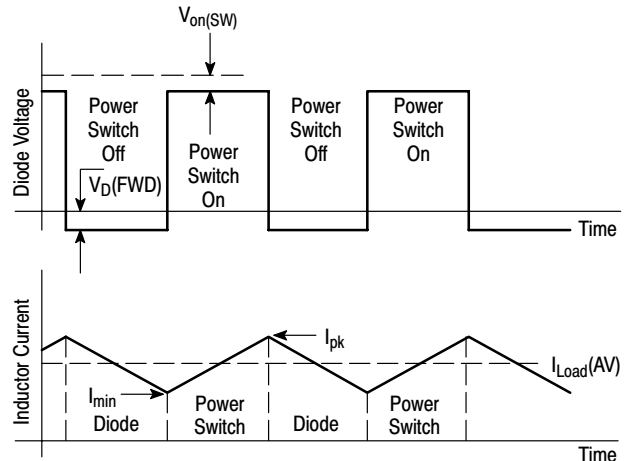 Von(SW)
Diode Voltage
Power
Switch
Off
Power
Switch
On
Power
Switch
Off
Power
Switch
On
VD(FWD)
Time
Inductor Current
Ipk
ILoad(AV)
Imin
Diode
Power
Switch
Diode
Power
Switch
Time